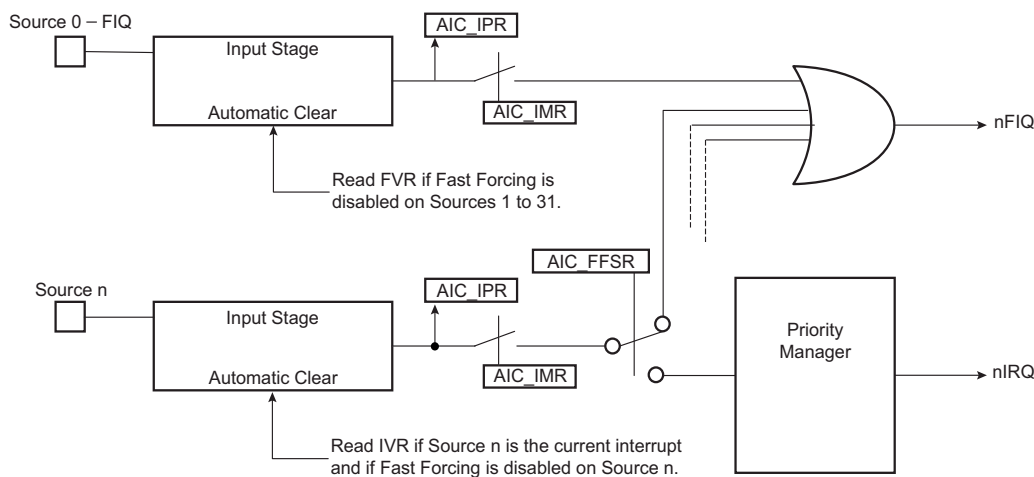 Source 0 – FIQ
AIC_IPR
Input Stage
Automatic Clear
AIC_IMR
nFIQ
Read FVR if Fast Forcing is
disabled on Sources 1 to 31.
AIC_FFSR
Source n
AIC_IPR
Input Stage
Priority
Manager
Automatic Clear
AIC_IMR
nIRQ
Read IVR if Source n is the current interrupt
and if Fast Forcing is disabled on Source n.